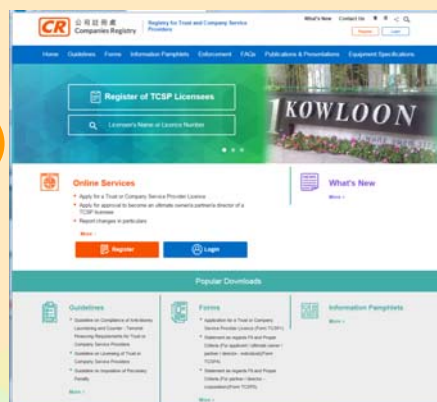 CR 公司註冊處
Companies Registry
Registry for Trust and Company Service
Providers
What's New Contact Us
Register Login
Home Guidelines Forms Information Pamphlets Enforcement FAQs Publications & Presentations Equipment Specifications
Register of TCSP Licensees
Licensee's Name or Licence Number
1 KOWLOON
Online Services
Apply for a Trust or Company Service Provider Licence
Apply for approval to become an ultimate owner/a partner/a director of a
TCSP licensee
Report changes in particulars
More >
Register Login
What's New
More >
Popular Downloads
Guidelines
Guideline on Compliance of Anti-Money
Laundering and Counter - Terrorist
Financing Requirements for Trust or
Company Service Providers
Guideline on Licensing of Trust or
Company Service Providers
Guideline on Imposition of Pecuniary
Penalty
More >
Forms
Application for a Trust or Company
Service Provider Licence (Form TCSP1)
Statement as regards Fit and Proper
Criteria (For applicant / ultimate owner /
partner / director - individual)(Form
TCSP4)
Statement as regards Fit and Proper
Criteria (For partner / director -
corporation)(Form TCSP5)
More >
Information Pamphlets
More >